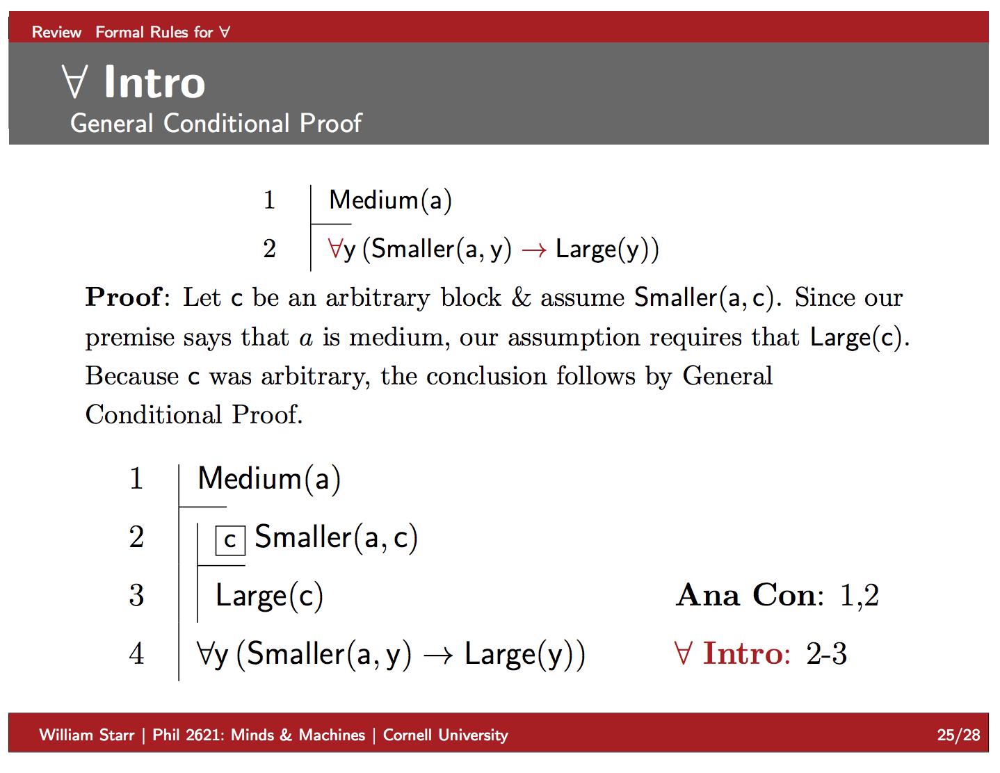 Review Formal Rules for ∀
∀ Intro
General Conditional Proof
1 Medium(a)
2 ∀y (Smaller(a, y) → Large(y))
Proof: Let c be an arbitrary block & assume Smaller(a, c). Since our
premise says that a is medium, our assumption requires that Large(c).
Because c was arbitrary, the conclusion follows by General
Conditional Proof.
1 Medium(a)
2 c Smaller(a, c)
3 Large(c) Ana Con: 1,2
4 ∀y (Smaller(a, y) → Large(y)) ∀ Intro: 2-3
William Starr | Phil 2621: Minds & Machines | Cornell University 25/28